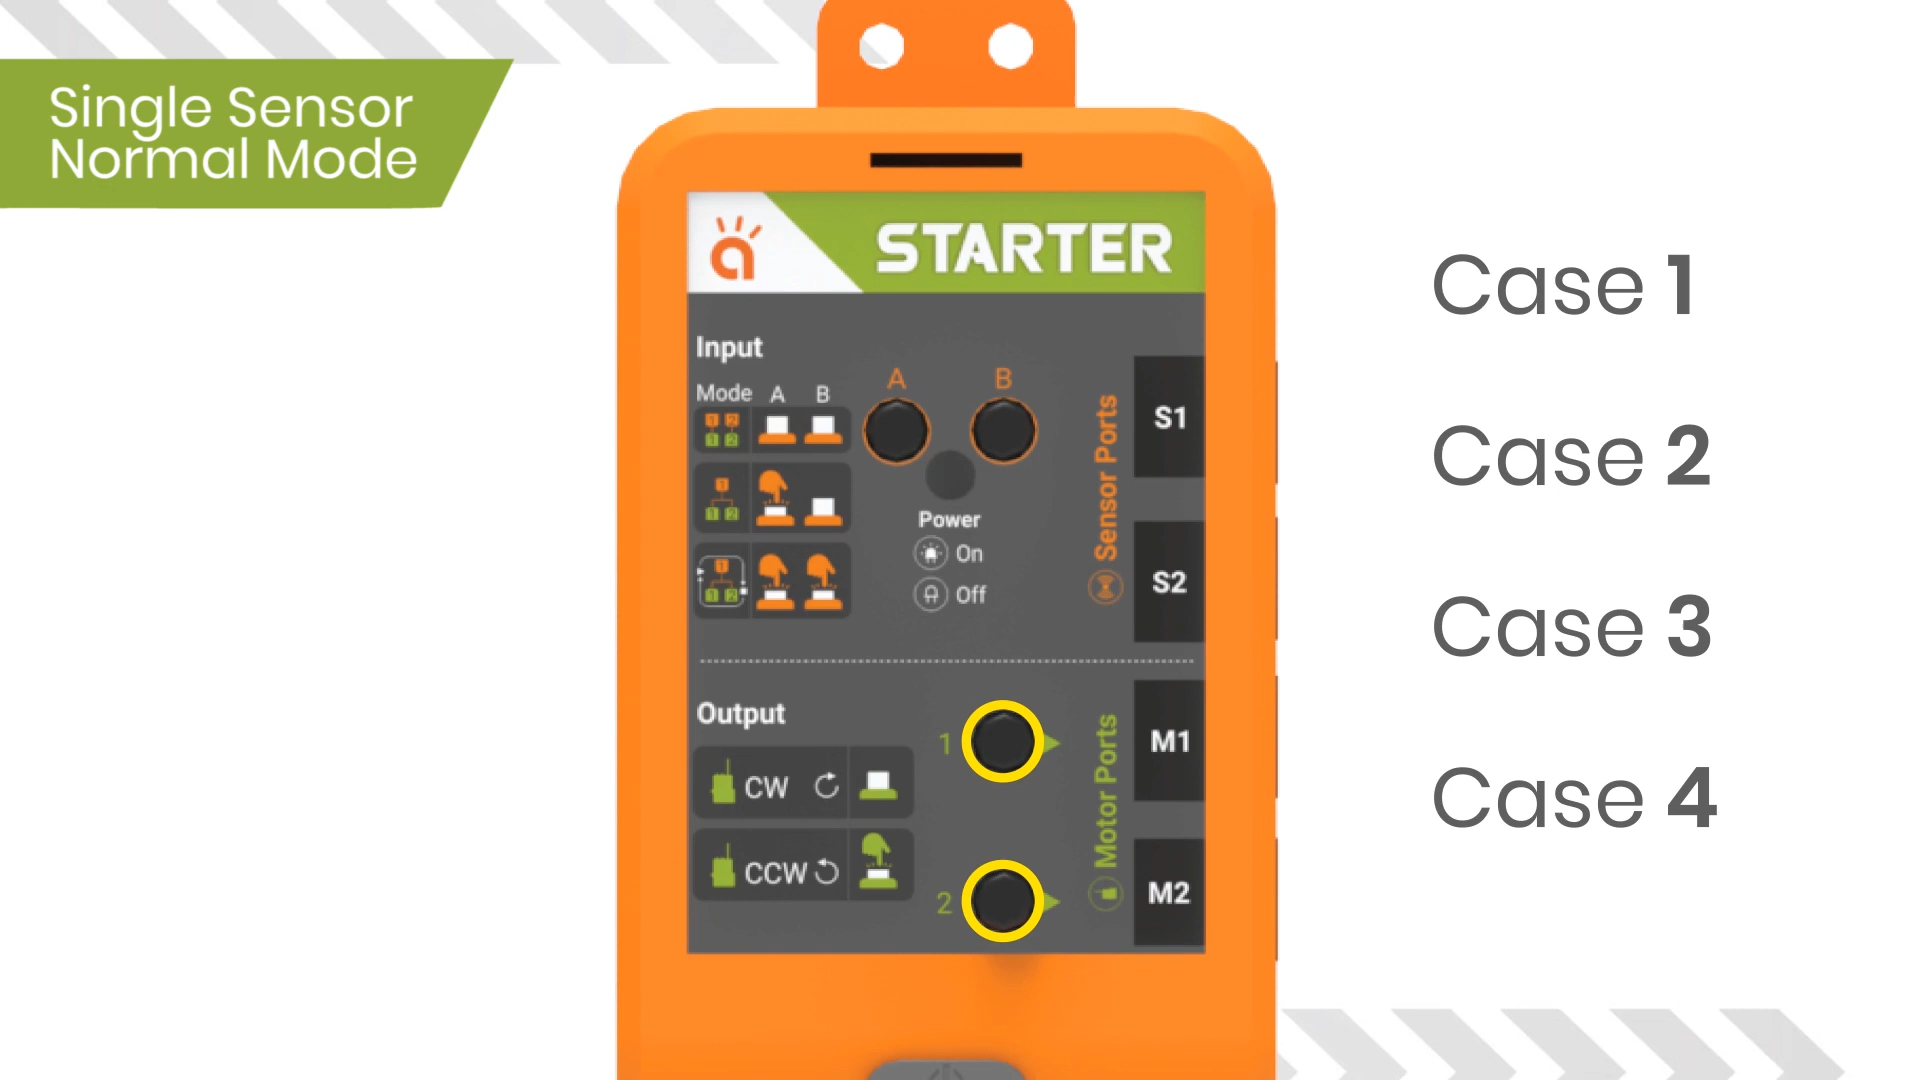 Single Sensor
Normal Mode
STARTER
Input
Mode A B
A B
Power
On
Off
Sensor Ports
S1
S2
Output
CW
CCW
1
2
Motor Ports
M1
M2
Case 1
Case 2
Case 3
Case 4